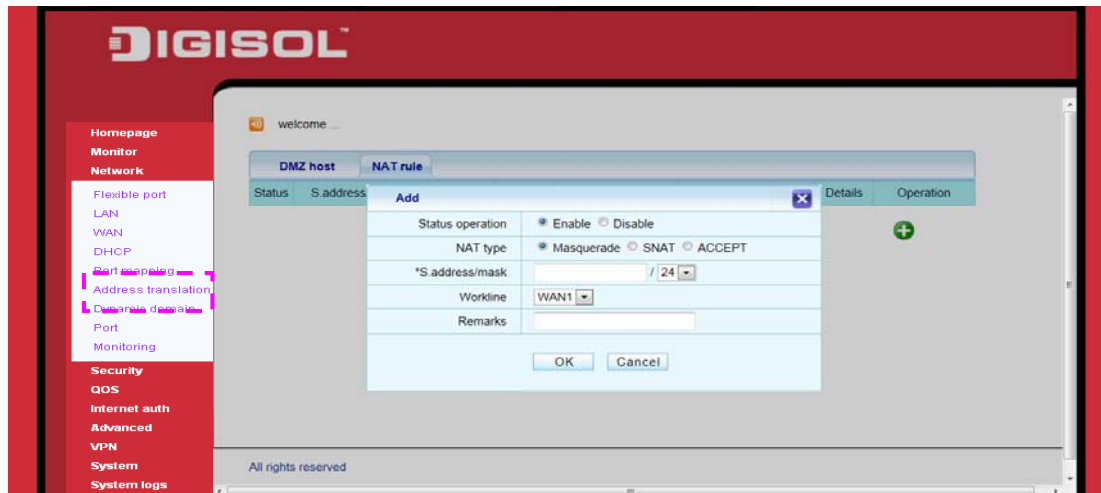 DIGISOL™
welcome ...
Homepage
Monitor
Network
Flexible port
LAN
WAN
DHCP
Port mapping
Address translation
Dynamic domain
Port
Monitoring
Security
QOS
Internet auth
Advanced
VPN
System
System logs
DMZ host NAT rule
Status S.address Details Operation
Add
Status operation Enable Disable
NAT type Masquerade SNAT ACCEPT
*S.address/mask / 24
Workline WAN1
Remarks
OK Cancel
All rights reserved